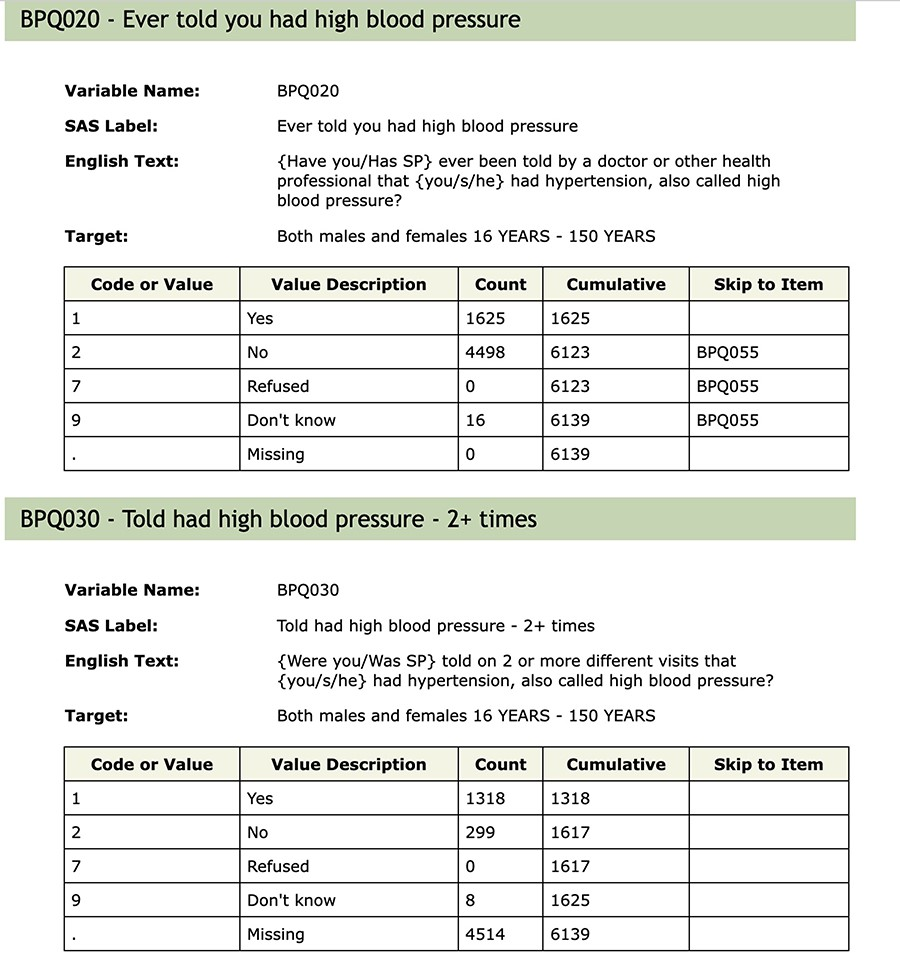 BPQ020 - Ever told you had high blood pressure
Variable Name: BPQ020
SAS Label: Ever told you had high blood pressure
English Text: {Have you/Has SP} ever been told by a doctor or other health
professional that {you/s/he} had hypertension, also called high
blood pressure?
Target: Both males and females 16 YEARS - 150 YEARS
Code or Value Value Description Count Cumulative Skip to Item
1 Yes 1625 1625
2 No 4498 6123 BPQ055
7 Refused 0 6123 BPQ055
9 Don't know 16 6139 BPQ055
. Missing 0 6139
BPQ030 - Told had high blood pressure - 2+ times
Variable Name: BPQ030
SAS Label: Told had high blood pressure - 2+ times
English Text: {Were you/Was SP} told on 2 or more different visits that
{you/s/he} had hypertension, also called high blood pressure?
Target: Both males and females 16 YEARS - 150 YEARS
Code or Value Value Description Count Cumulative Skip to Item
1 Yes 1318 1318
2 No 299 1617
7 Refused 0 1617
9 Don't know 8 1625
. Missing 4514 6139